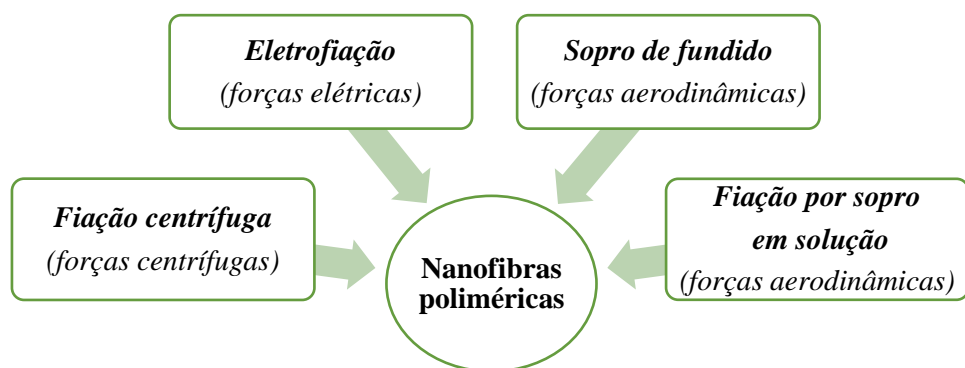 Eletrofiação
(forças elétricas)
Sopro de fundido
(forças aerodinâmicas)
Fiação centrífuga
(forças centrífugas)
Fiação por sopro
em solução
(forças aerodinâmicas)
Nanofibras
poliméricas